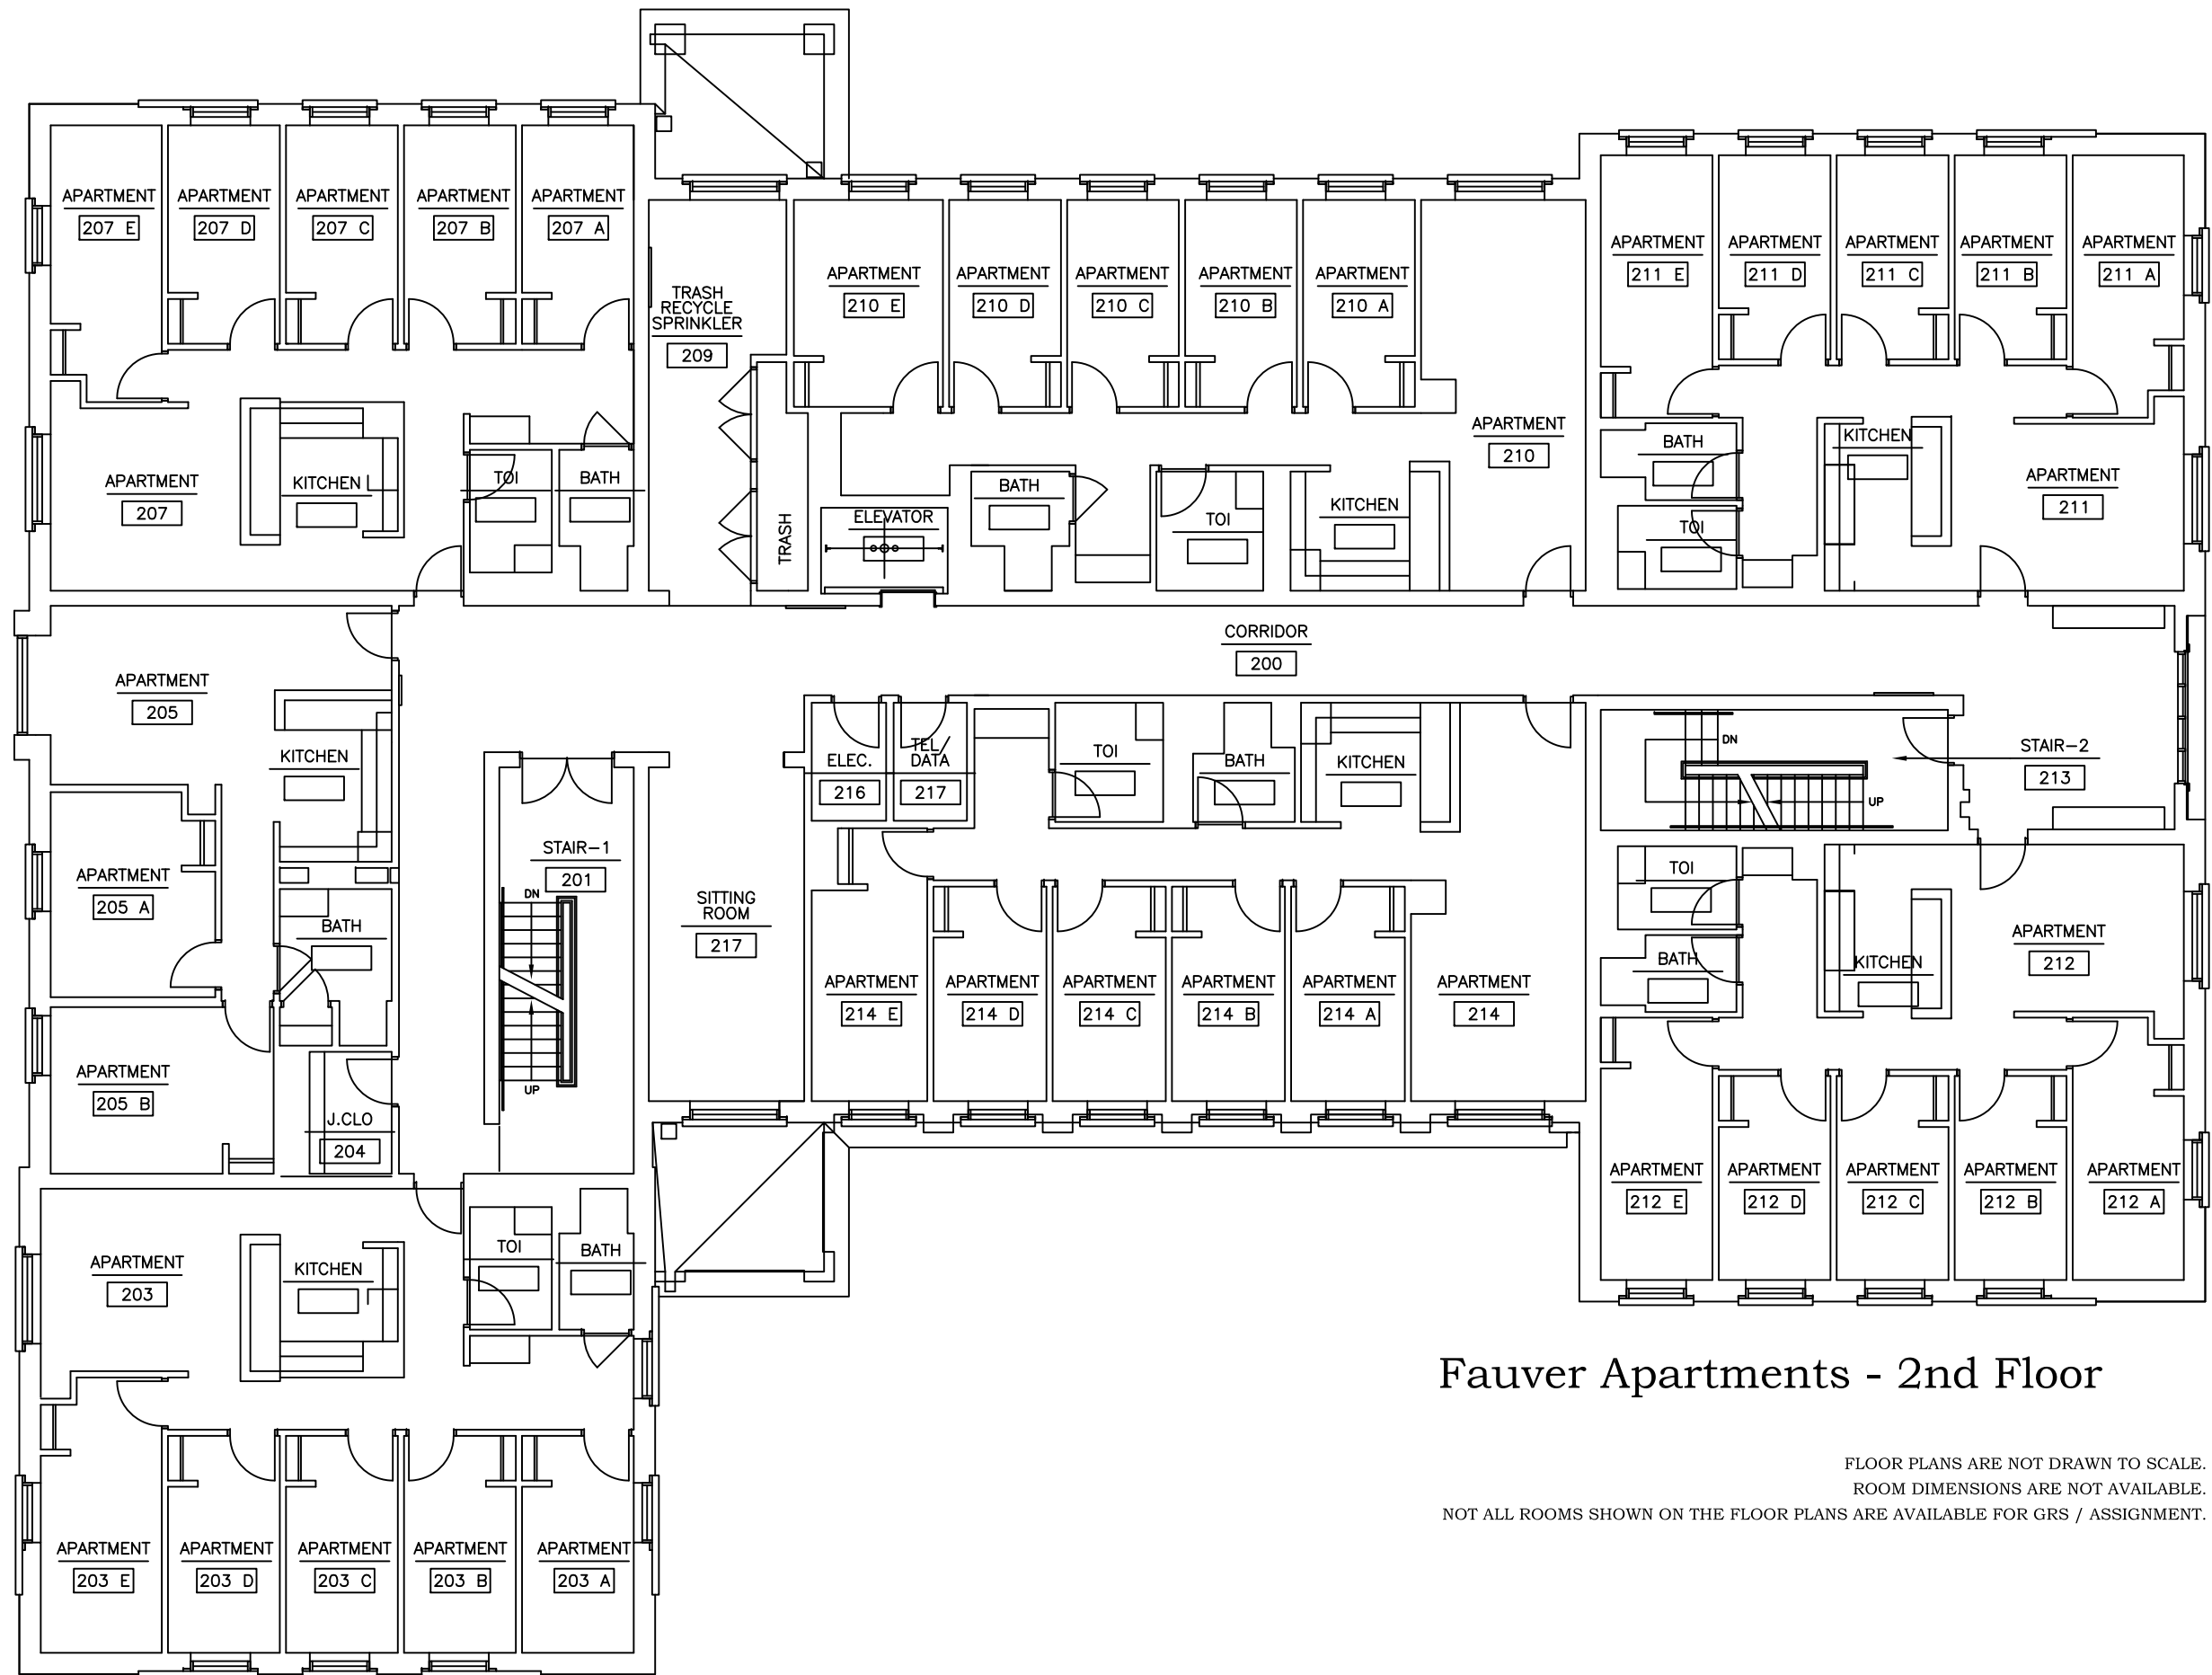 APARTMENT
207 E
APARTMENT
207 D
APARTMENT
207 C
APARTMENT
207 B
APARTMENT
207 A
TRASH
RECYCLE
SPRINKLER
209
APARTMENT
210 E
APARTMENT
210 D
APARTMENT
210 C
APARTMENT
210 B
APARTMENT
210 A
APARTMENT
211 E
APARTMENT
211 D
APARTMENT
211 C
APARTMENT
211 B
APARTMENT
211 A
APARTMENT
207
KITCHEN
TOI
BATH
TRASH
ELEVATOR
BATH
TOI
KITCHEN
APARTMENT
210
BATH
TOI
KITCHEN
APARTMENT
211
CORRIDOR
200
APARTMENT
205
KITCHEN
APARTMENT
205 A
BATH
APARTMENT
205 B
J.CLO
204
STAIR-1
201
DN
UP
SITTING
ROOM
217
ELEC.
216
TEL/
DATA
217
TOI
BATH
KITCHEN
STAIR-2
213
DN
UP
APARTMENT
214 E
APARTMENT
214 D
APARTMENT
214 C
APARTMENT
214 B
APARTMENT
214 A
APARTMENT
214
TOI
BATH
KITCHEN
APARTMENT
212
APARTMENT
212 E
APARTMENT
212 D
APARTMENT
212 C
APARTMENT
212 B
APARTMENT
212 A
APARTMENT
203
KITCHEN
TOI
BATH
APARTMENT
203 E
APARTMENT
203 D
APARTMENT
203 C
APARTMENT
203 B
APARTMENT
203 A
Fauver Apartments - 2nd Floor
FLOOR PLANS ARE NOT DRAWN TO SCALE.
ROOM DIMENSIONS ARE NOT AVAILABLE.
NOT ALL ROOMS SHOWN ON THE FLOOR PLANS ARE AVAILABLE FOR GRS / ASSIGNMENT.